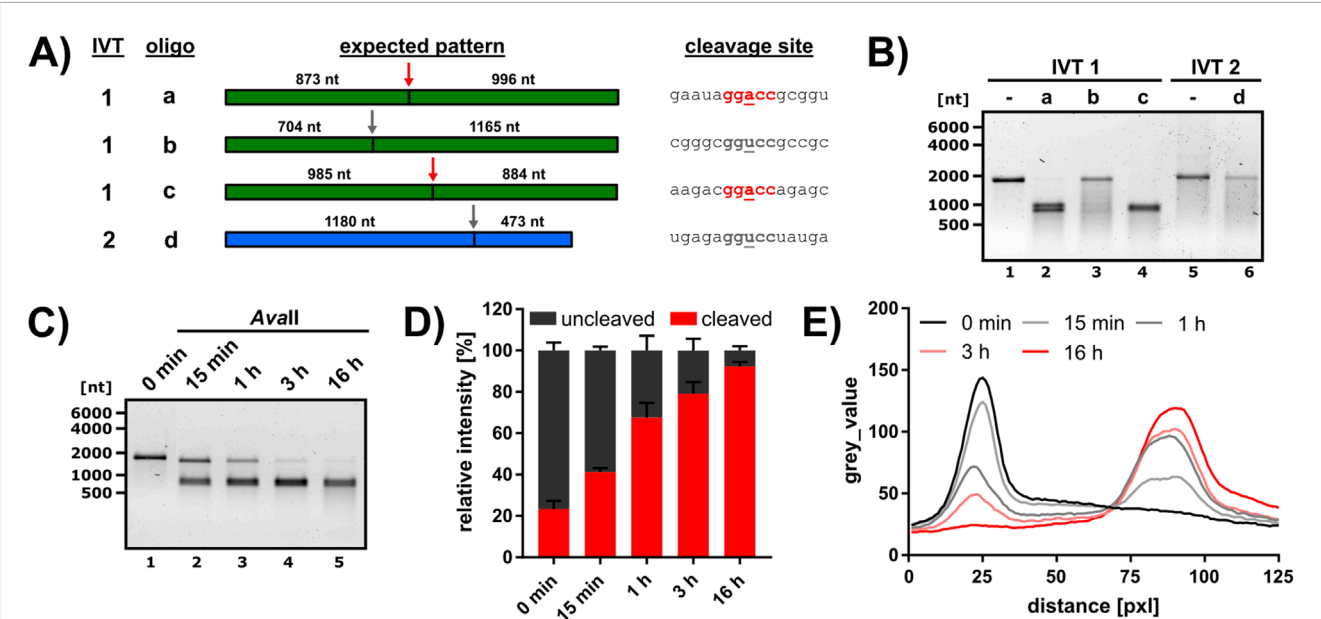 A) IVT oligo expected pattern cleavage site
873 nt 996 nt
1 a gaauaggaccgcggu
704 nt 1165 nt
1 b cgggcgguccgccgc
985 nt 884 nt
1 c aagacggaccagagc
1180 nt 473 nt
2 d ugagagguccuauga
B) IVT 1 IVT 2
[nt] - a b c - d
6000
4000
2000
1000
500
1 2 3 4 5 6
C) AvaII
0 min 15 min 1 h 3 h 16 h
[nt]
6000
4000
2000
1000
500
1 2 3 4 5
D) uncleaved cleaved
relative intensity [%]
120
100
80
60
40
20
0
0 min 15 min 1 h 3 h 16 h
E) 0 min 15 min 1 h
3 h 16 h
grey_value
200
150
100
50
0
0 25 50 75 100 125
distance [pxl]